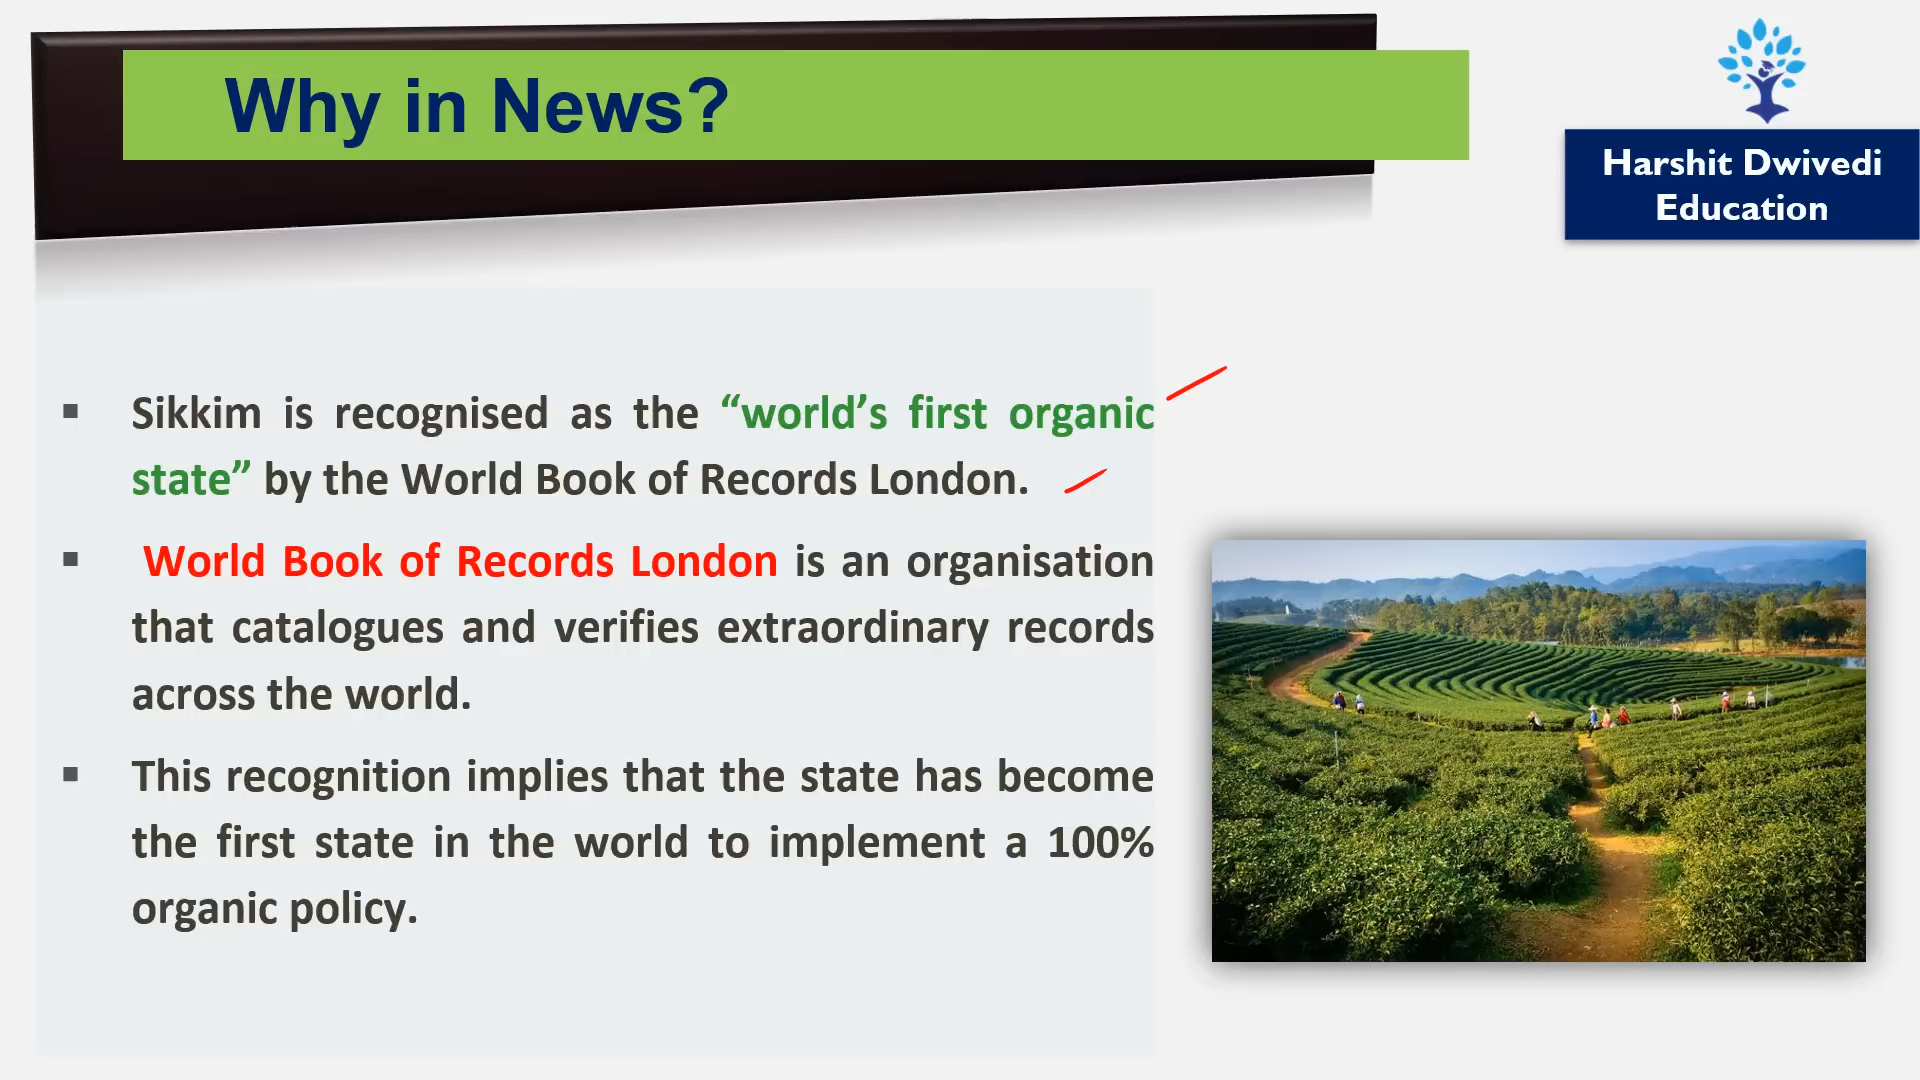 Why in News?
Harshit Dwivedi
Education
▪ Sikkim is recognised as the “world’s first organic
state” by the World Book of Records London.
▪ World Book of Records London is an organisation
that catalogues and verifies extraordinary records
across the world.
▪ This recognition implies that the state has become
the first state in the world to implement a 100%
organic policy.